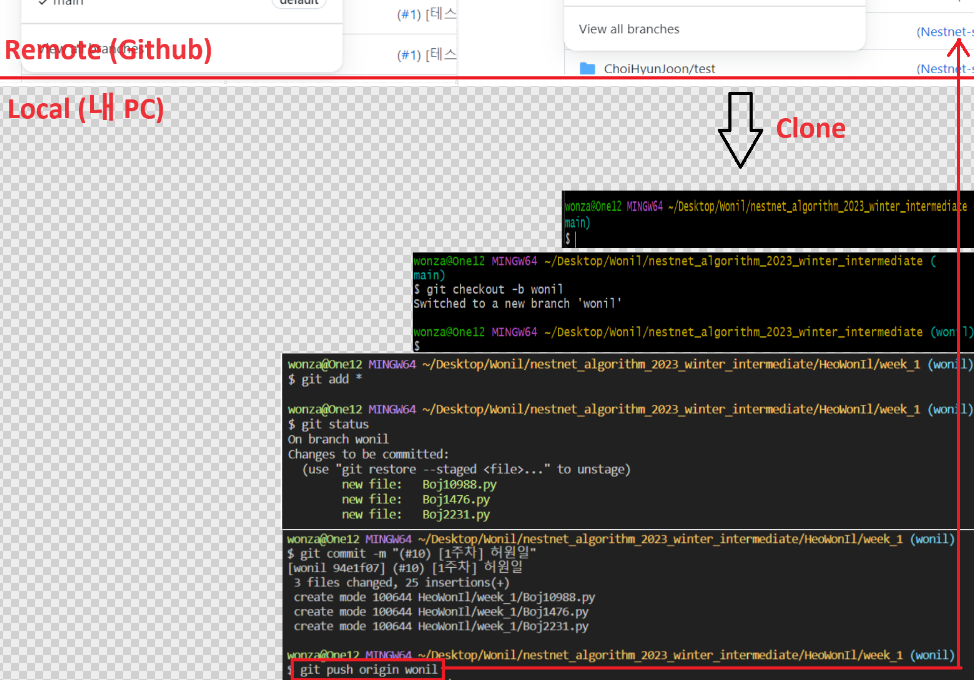 main
default
(#1) [테스
View all branches
(Nestnet-s
View all branches
(#1) [테스
Remote (Github)
ChoiHyunJoon/test
(Nestnet-s
Local (내 PC)
Clone
wonza@One12 MINGW64 ~/Desktop/Wonil/nestnet_algorithm_2023_winter_intermediate
main)
$
wonza@One12 MINGW64 ~/Desktop/Wonil/nestnet_algorithm_2023_winter_intermediate (
main)
$ git checkout -b wonil
Switched to a new branch 'wonil'
wonza@One12 MINGW64 ~/Desktop/Wonil/nestnet_algorithm_2023_winter_intermediate (wonil)
$
wonza@One12 MINGW64 ~/Desktop/Wonil/nestnet_algorithm_2023_winter_intermediate/HeoWonIl/week_1 (wonil)
$ git add *
wonza@One12 MINGW64 ~/Desktop/Wonil/nestnet_algorithm_2023_winter_intermediate/HeoWonIl/week_1 (wonil)
$ git status
On branch wonil
Changes to be committed:
(use "git restore --staged <file>..." to unstage)
new file: Boj10988.py
new file: Boj1476.py
new file: Boj2231.py
wonza@One12 MINGW64 ~/Desktop/Wonil/nestnet_algorithm_2023_winter_intermediate/HeoWonIl/week_1 (wonil)
$ git commit -m "(#10) [1주차] 허원일"
[wonil 94e1f07] (#10) [1주차] 허원일
3 files changed, 25 insertions(+)
create mode 100644 HeoWonIl/week_1/Boj10988.py
create mode 100644 HeoWonIl/week_1/Boj1476.py
create mode 100644 HeoWonIl/week_1/Boj2231.py
wonza@One12 MINGW64 ~/Desktop/Wonil/nestnet_algorithm_2023_winter_intermediate/HeoWonIl/week_1 (wonil)
$ git push origin wonil